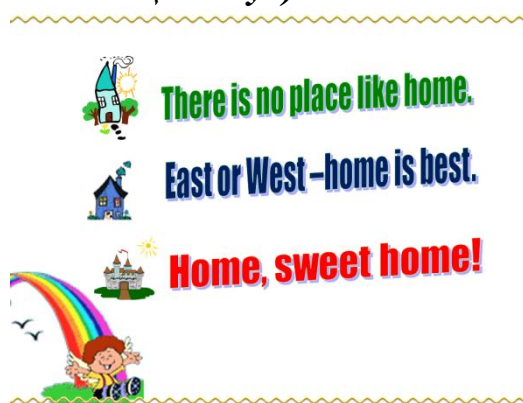 There is no place like home.
East or West – home is best.
Home, sweet home!